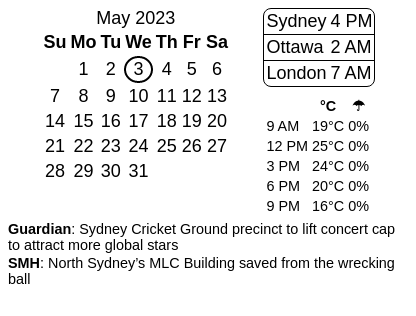 May 2023
Su Mo Tu We Th Fr Sa
1 2 3 4 5 6
7 8 9 10 11 12 13
14 15 16 17 18 19 20
21 22 23 24 25 26 27
28 29 30 31
Sydney 4 PM
Ottawa 2 AM
London 7 AM
°C ☂
9 AM 19°C 0%
12 PM 25°C 0%
3 PM 24°C 0%
6 PM 20°C 0%
9 PM 16°C 0%
Guardian: Sydney Cricket Ground precinct to lift concert cap
to attract more global stars
SMH: North Sydney’s MLC Building saved from the wrecking
ball